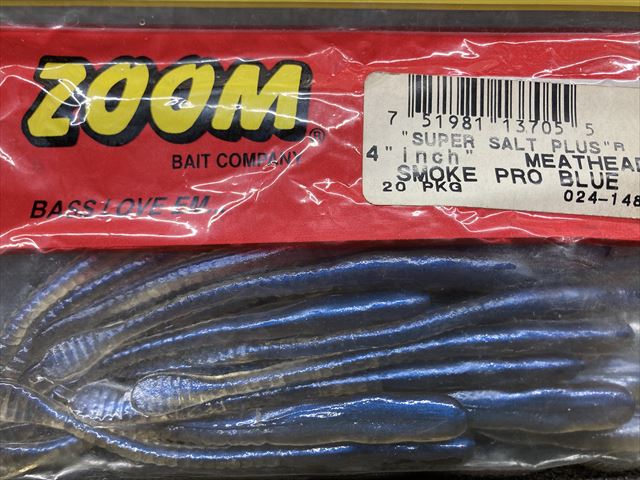 ZOOM®
BAIT COMPANY
BASS LOVE EM
7 51981 13705 5
"SUPER SALT PLUS"R
4"inch" MEATHEAD
SMOKE PRO BLUE
20 PKG 024-148